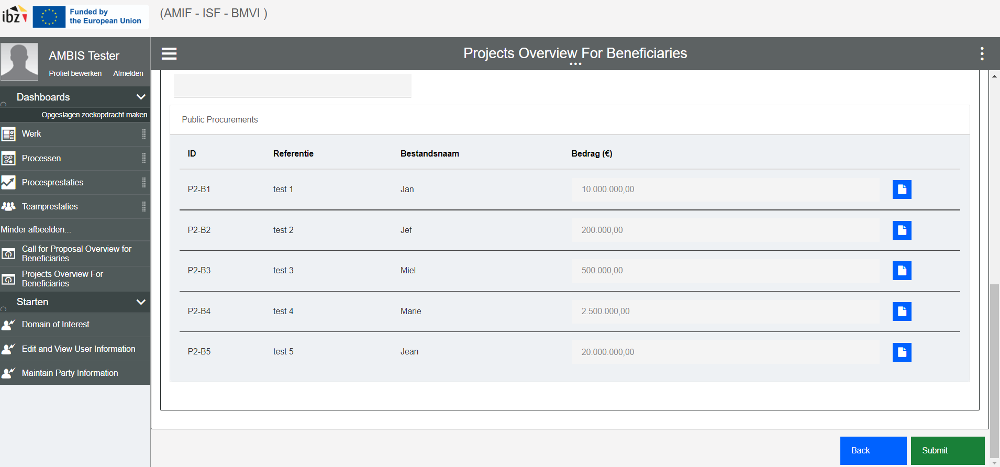 ibz
Funded by
the European Union
(AMIF - ISF - BMVI )
AMBIS Tester
Profiel bewerken Afmelden
Projects Overview For Beneficiaries
Dashboards
Opgeslagen zoekopdracht maken
Werk
Processen
Procesprestaties
Teamprestaties
Minder afbeelden...
Call for Proposal Overview for
Beneficiaries
Projects Overview For
Beneficiaries
Starten
Domain of Interest
Edit and View User Information
Maintain Party Information
Public Procurements
ID Referentie Bestandsnaam Bedrag (€)
P2-B1 test 1 Jan 10.000.000,00
P2-B2 test 2 Jef 200.000,00
P2-B3 test 3 Miel 500.000,00
P2-B4 test 4 Marie 2.500.000,00
P2-B5 test 5 Jean 20.000.000,00
Back Submit